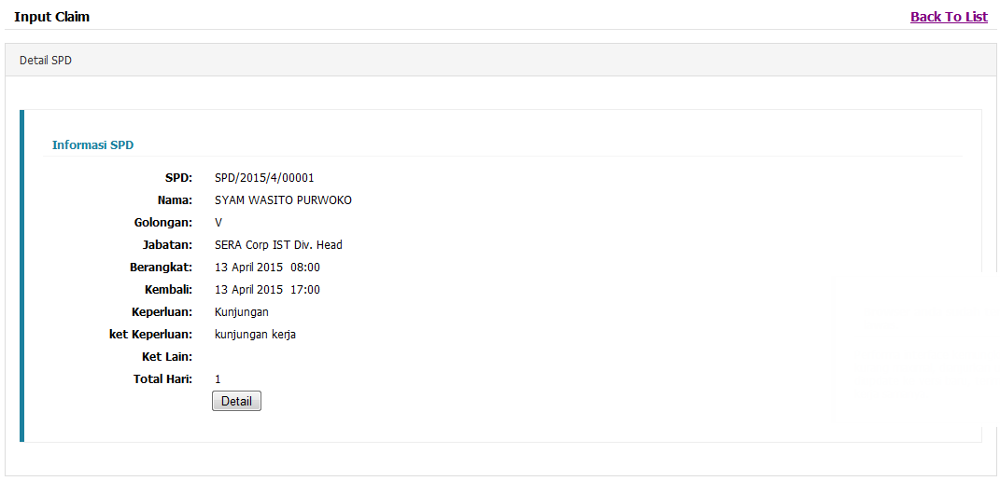 Input Claim Back To List
Detail SPD
Informasi SPD
SPD: SPD/2015/4/00001
Nama: SYAM WASITO PURWOKO
Golongan: V
Jabatan: SERA Corp IST Div. Head
Berangkat: 13 April 2015 08:00
Kembali: 13 April 2015 17:00
Keperluan: Kunjungan
ket Keperluan: kunjungan kerja
Ket Lain:
Total Hari: 1
Detail